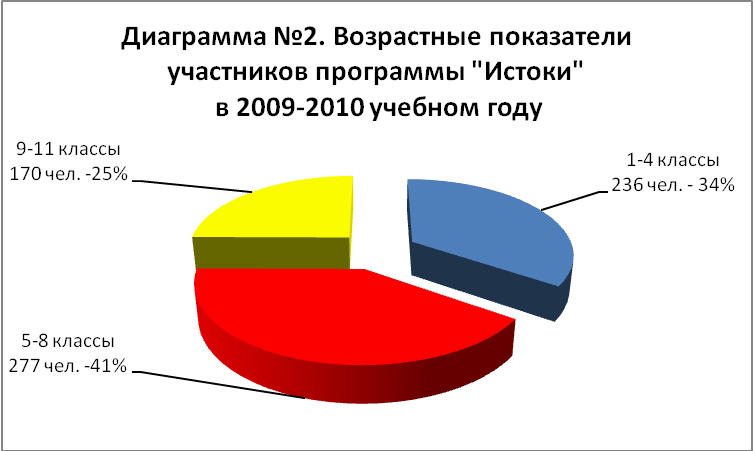 Диаграмма №2. Возрастные показатели
участников программы "Истоки"
в 2009-2010 учебном году
9-11 классы
170 чел. -25%
1-4 классы
236 чел. - 34%
5-8 классы
277 чел. -41%